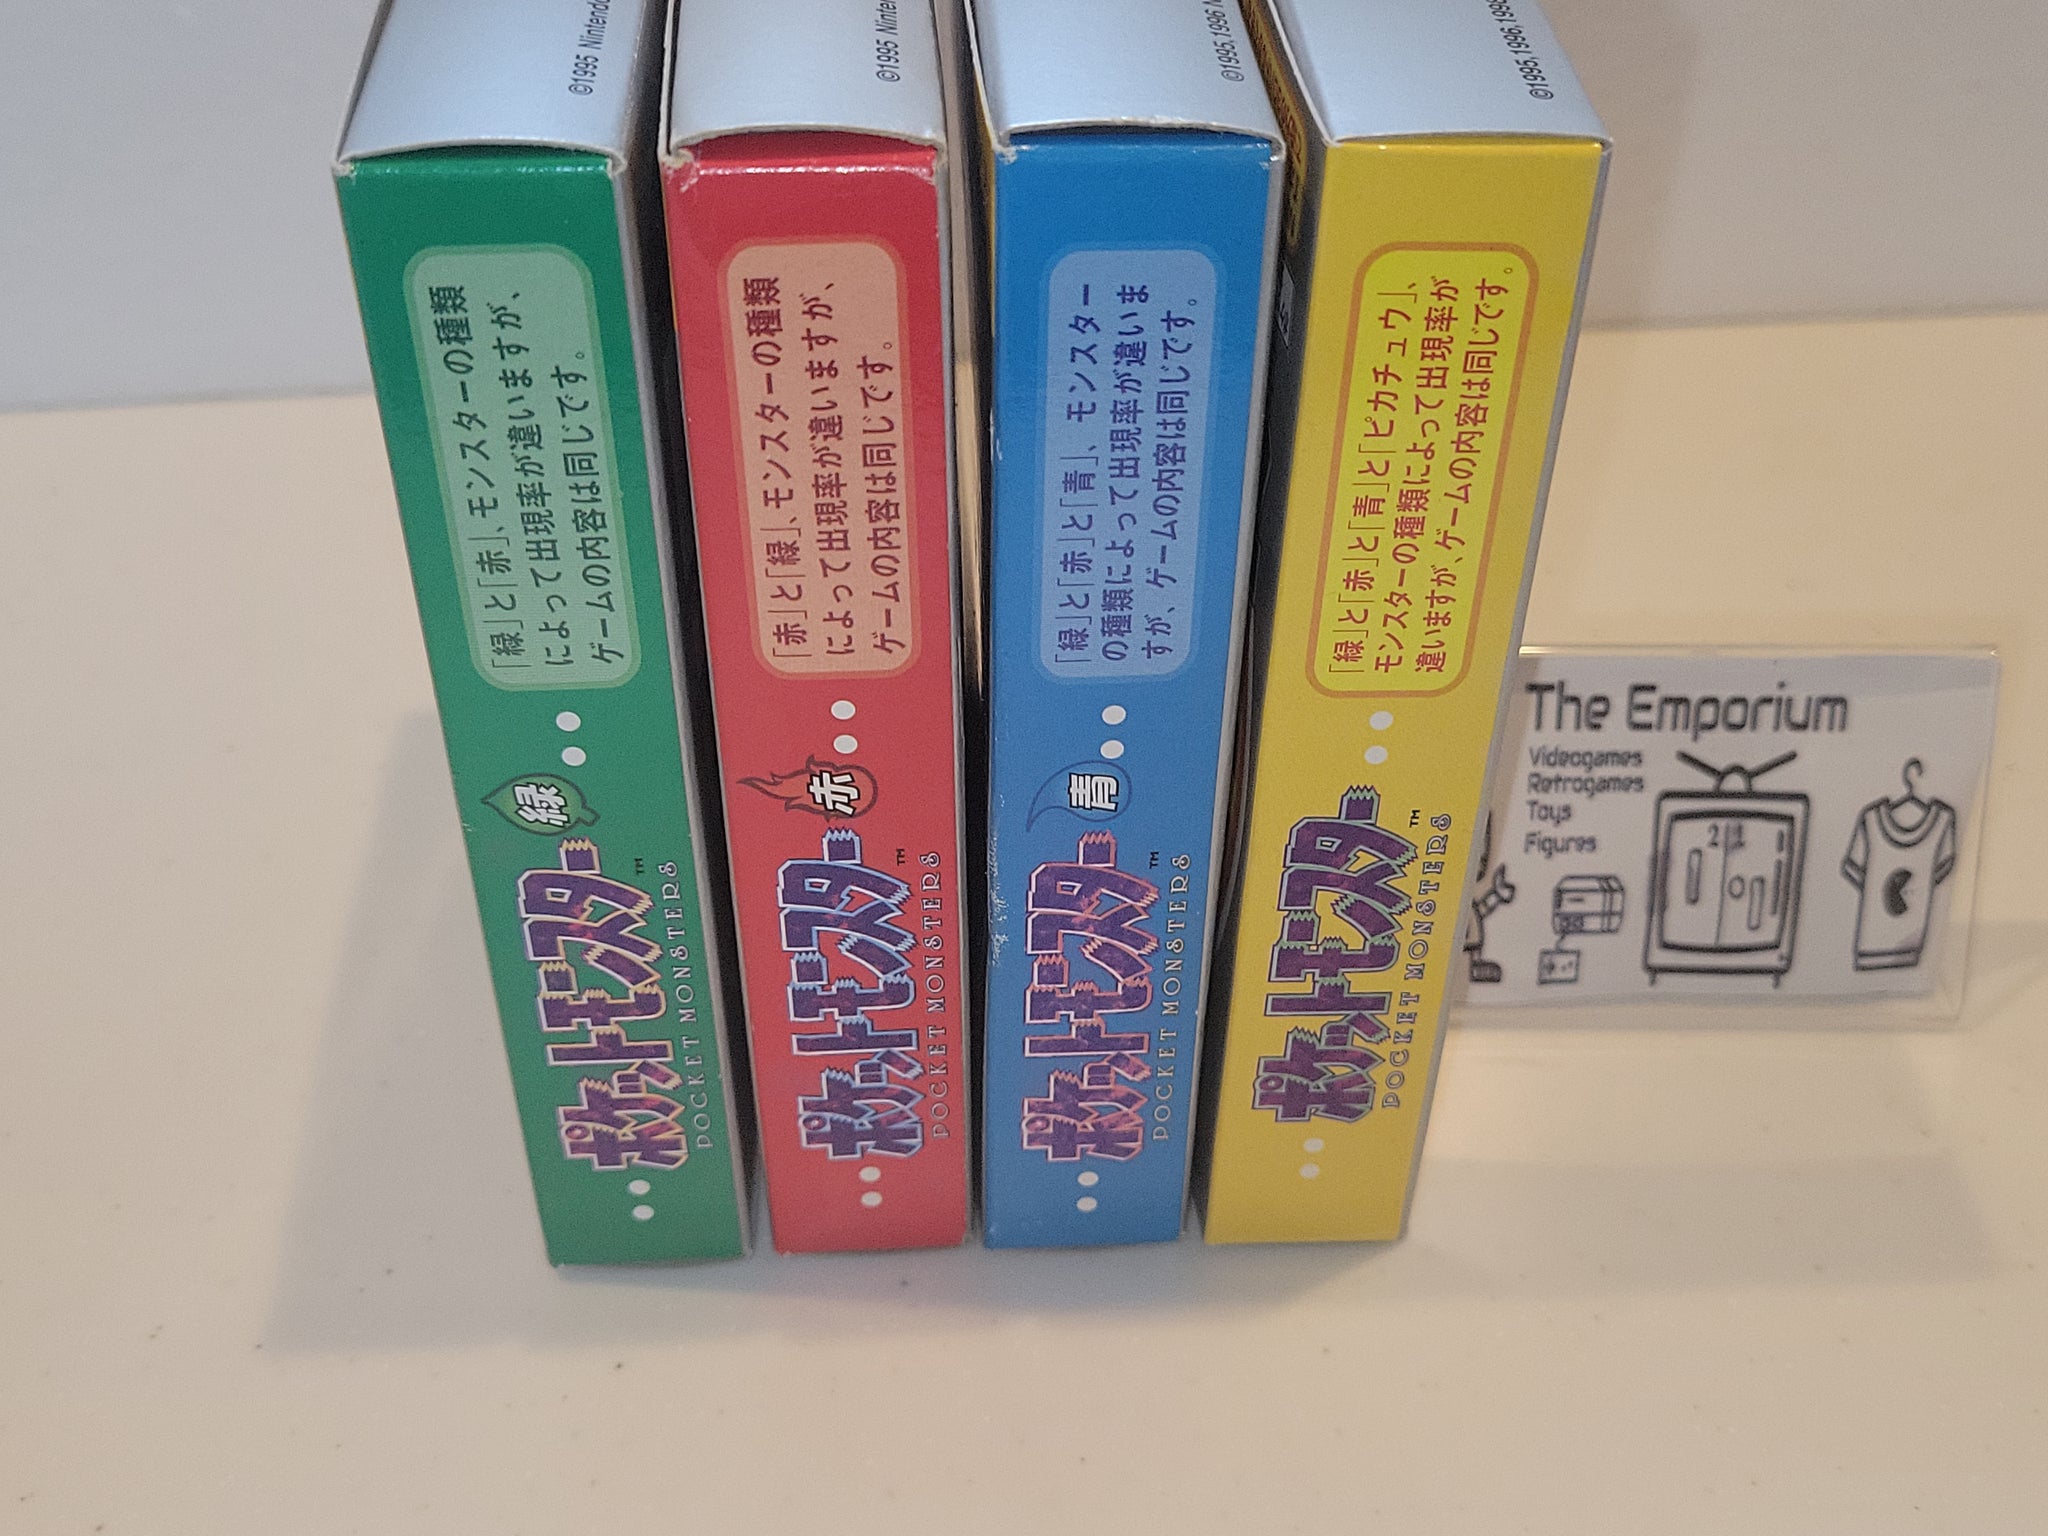 ©1995 Nintendo
「緑」と「赤」、モンスターの種類
によって出現率が違いますが、
ゲームの内容は同じです。
緑
ポケットモンスター™
POCKET MONSTERS
©1995
「赤」と「緑」、モンスターの種類
によって出現率が違いますが、
ゲームの内容は同じです。
赤
ポケットモンスター™
POCKET MONSTERS
©1995,1996
「緑」と「赤」と「青」、モンスター
の種類によって出現率が違いま
すが、ゲームの内容は同じです。
青
ポケットモンスター™
POCKET MONSTERS
©1995,1996,1998
「緑」と「赤」と「青」と「ピカチュウ」、
モンスターの種類によって出現率が
違いますが、ゲームの内容は同じです。
ポケットモンスター™
POCKET MONSTERS
The Emporium
Videogames
Retrogames
Toys
Figures